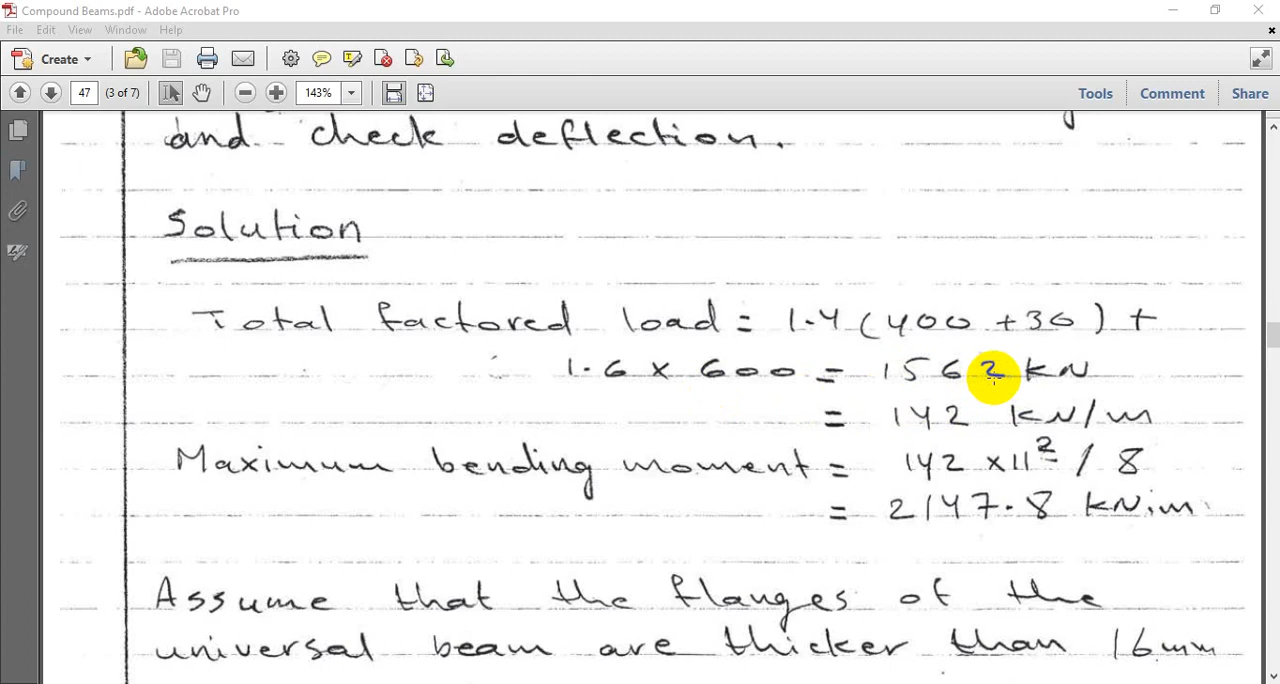 Compound Beams.pdf - Adobe Acrobat Pro
File Edit View Window Help
Create
47 (3 of 7) 143% Tools Comment Share
and check deflection.
Solution
Total factored load = 1.4 (400 + 30) +
1.6 x 600 = 1562 kN
= 142 kN/m
Maximum bending moment = 142 x 11² / 8
= 2147.8 kN.m
Assume that the flanges of the
universal beam are thicker than 16mm